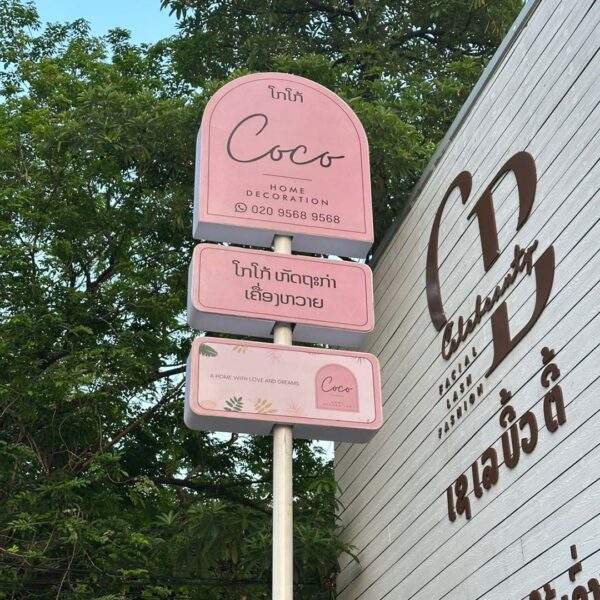 ໂກໂກ້
Coco
HOME
DECORATION
020 9568 9568
ໂກໂກ້ ຫັດຖະກຳ
ເຄື່ອງຫວາຍ
A HOME WITH LOVE AND DREAMS
Coco
HOME
DECORATION
CB
Celebeauty
FACIAL
LASH
FASHION
ເຊເລບິ້ວຕີ້